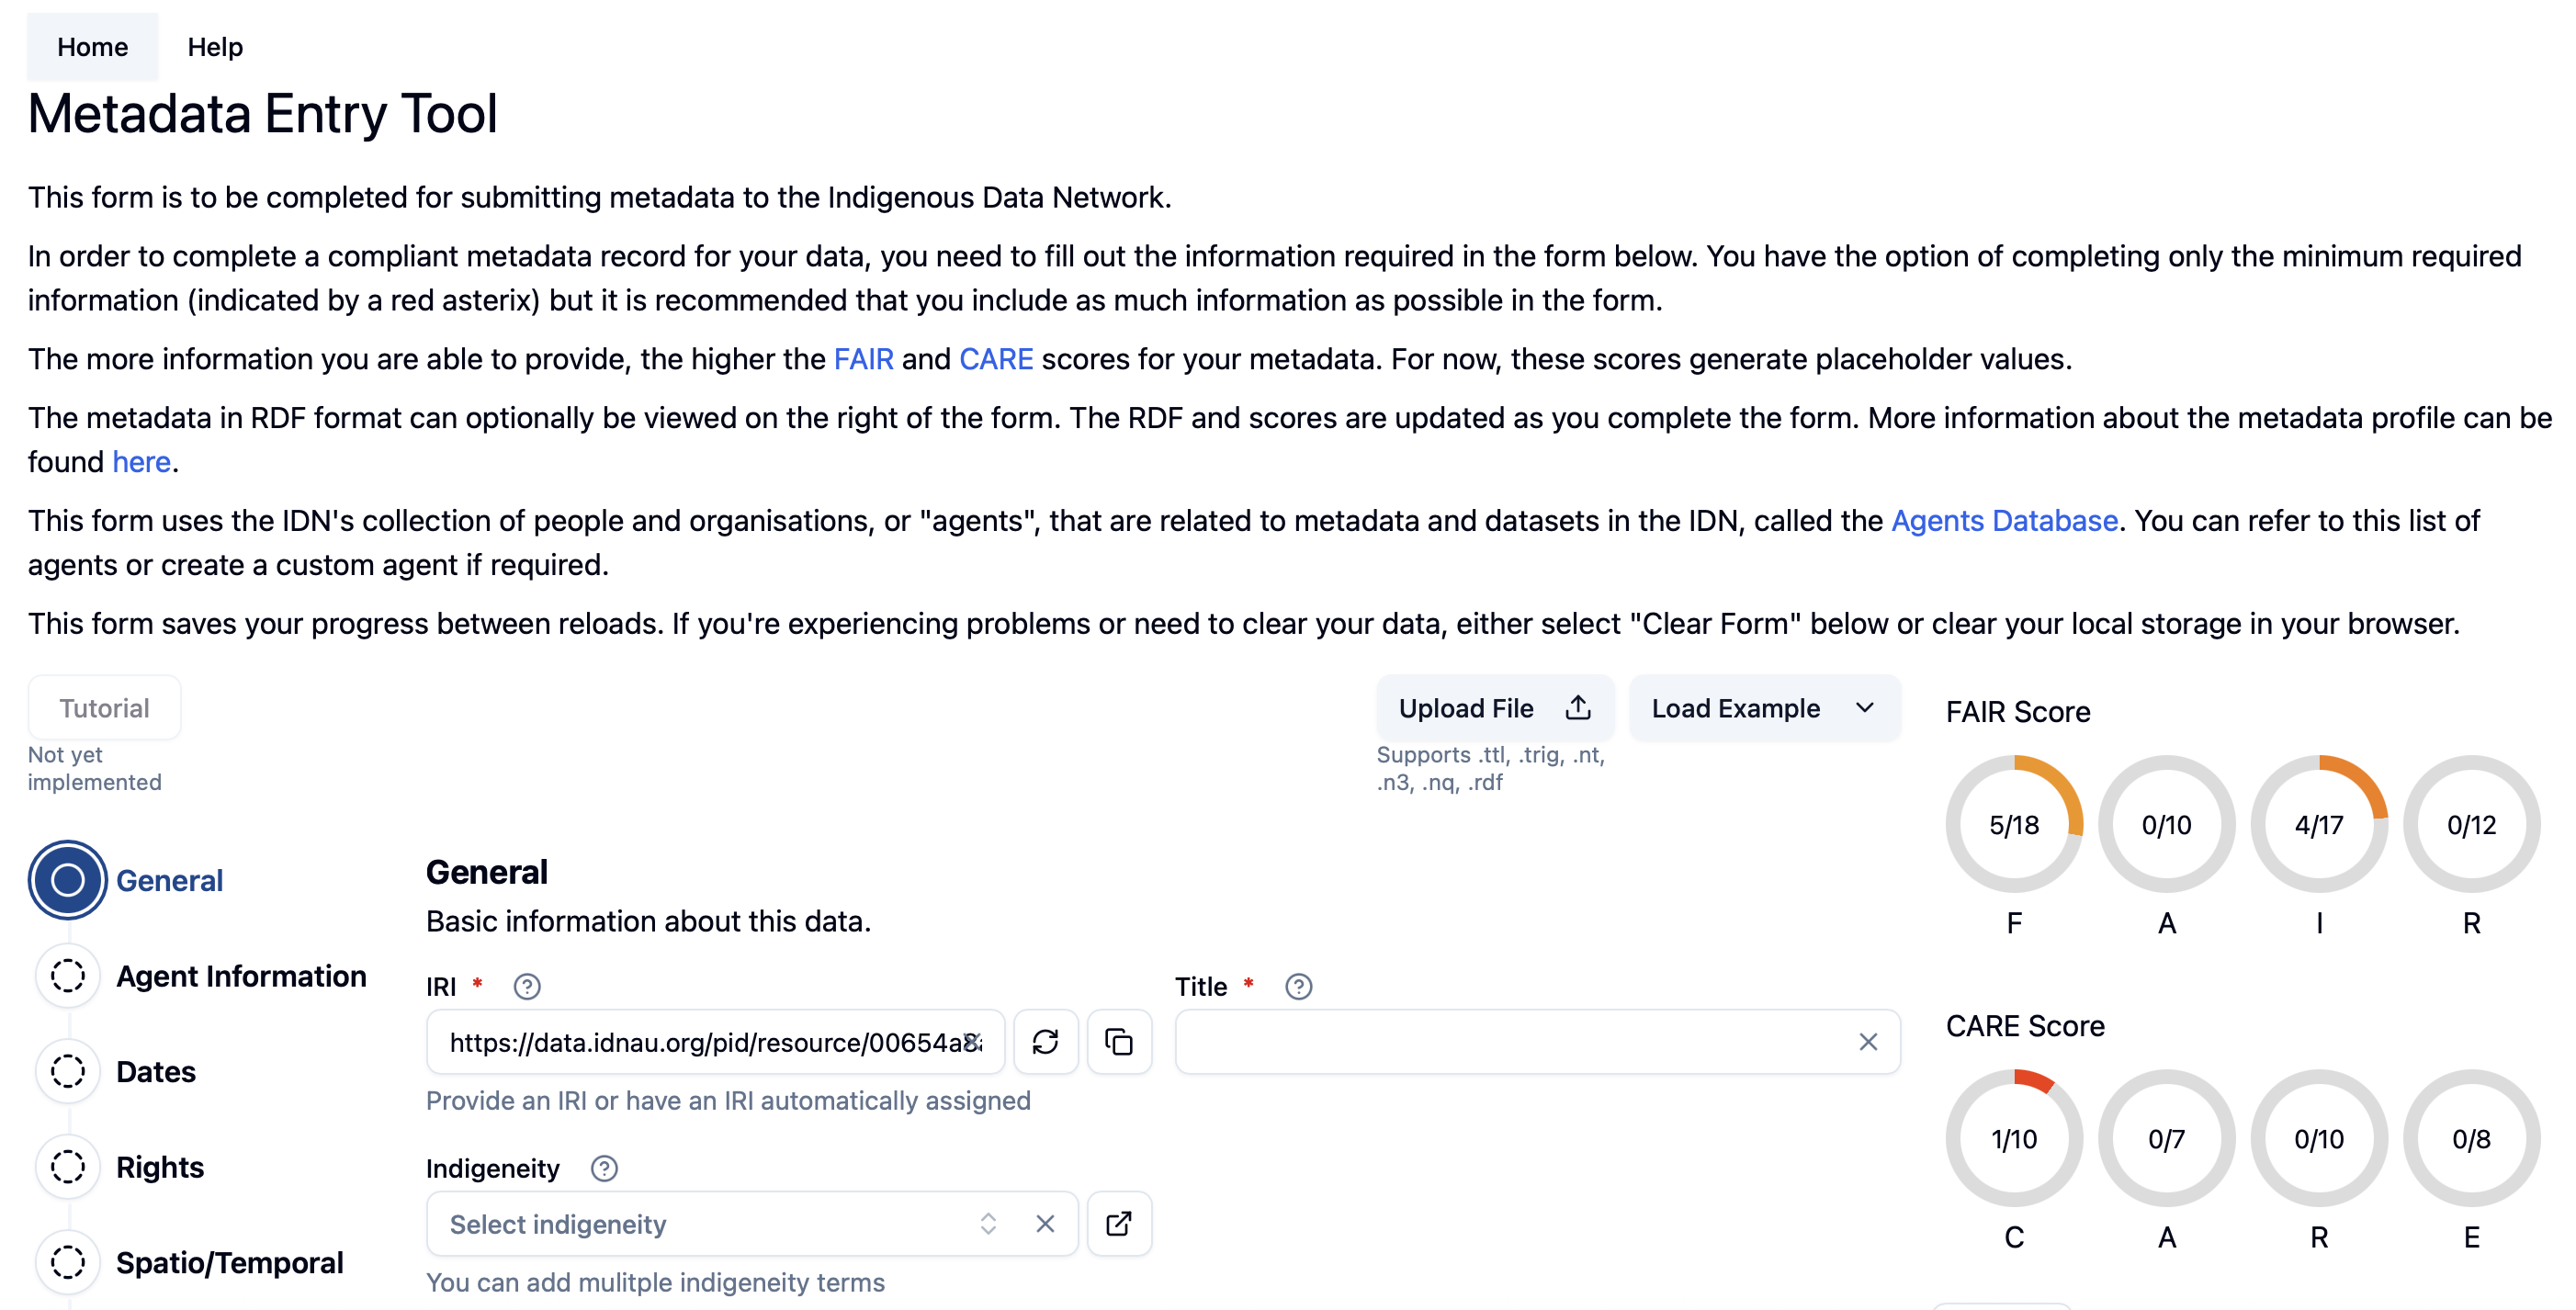 Home Help
Metadata Entry Tool
This form is to be completed for submitting metadata to the Indigenous Data Network.
In order to complete a compliant metadata record for your data, you need to fill out the information required in the form below. You have the option of completing only the minimum required
information (indicated by a red asterix) but it is recommended that you include as much information as possible in the form.
The more information you are able to provide, the higher the FAIR and CARE scores for your metadata. For now, these scores generate placeholder values.
The metadata in RDF format can optionally be viewed on the right of the form. The RDF and scores are updated as you complete the form. More information about the metadata profile can be
found here.
This form uses the IDN's collection of people and organisations, or "agents", that are related to metadata and datasets in the IDN, called the Agents Database. You can refer to this list of
agents or create a custom agent if required.
This form saves your progress between reloads. If you're experiencing problems or need to clear your data, either select "Clear Form" below or clear your local storage in your browser.
Tutorial
Not yet
implemented
Upload File
Supports .ttl, .trig, .nt,
.n3, .nq, .rdf
Load Example
General
Agent Information
Dates
Rights
Spatio/Temporal
General
Basic information about this data.
IRI *
https://data.idnau.org/pid/resource/00654a8
Provide an IRI or have an IRI automatically assigned
Title *
Indigeneity
Select indigeneity
You can add mulitple indigeneity terms
FAIR Score
5/18 0/10 4/17 0/12
F A I R
CARE Score
1/10 0/7 0/10 0/8
C A R E